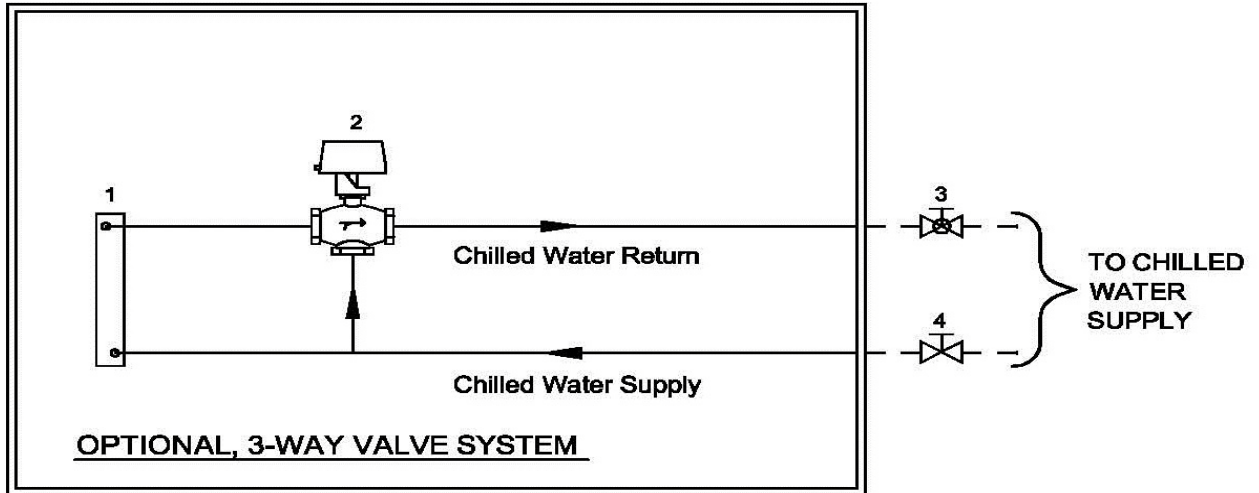 2
1
3
Chilled Water Return
TO CHILLED
WATER
SUPPLY
4
Chilled Water Supply
OPTIONAL, 3-WAY VALVE SYSTEM